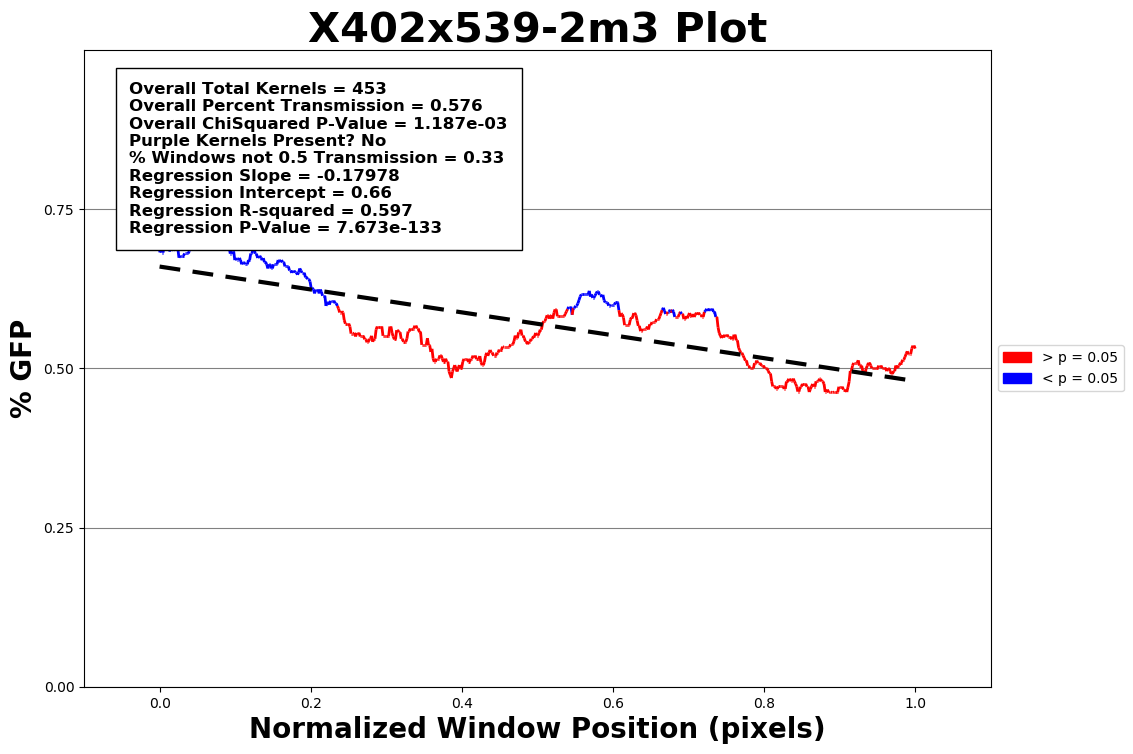 X402x539-2m3 Plot
Overall Total Kernels = 453
Overall Percent Transmission = 0.576
Overall ChiSquared P-Value = 1.187e-03
Purple Kernels Present? No
% Windows not 0.5 Transmission = 0.33
Regression Slope = -0.17978
Regression Intercept = 0.66
Regression R-squared = 0.597
Regression P-Value = 7.673e-133
0.75
0.50
0.25
0.00
% GFP
> p = 0.05
< p = 0.05
0.0 0.2 0.4 0.6 0.8 1.0
Normalized Window Position (pixels)